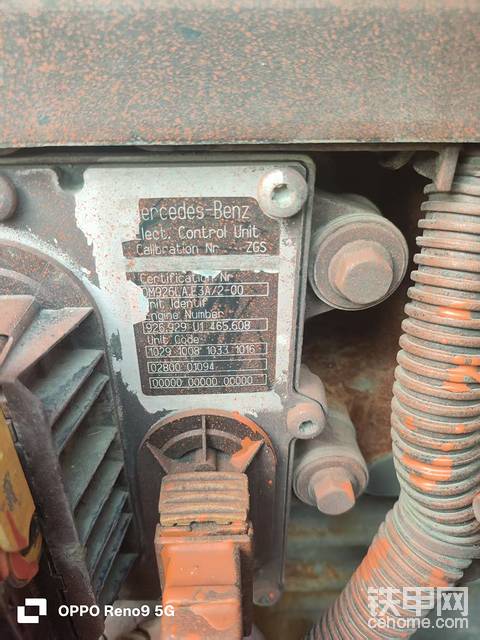 Mercedes-Benz
Elect. Control Unit
Calibration Nr ZGS
Certification Nr
OM926LA.E3A/2-00
Unit Identif
Engine Number
926.929 U1 465.608
Unit Code
1029 1008 1033 1016
02800 01094
00000 00000 00000
OPPO Reno9 5G
铁甲网
cehome.com